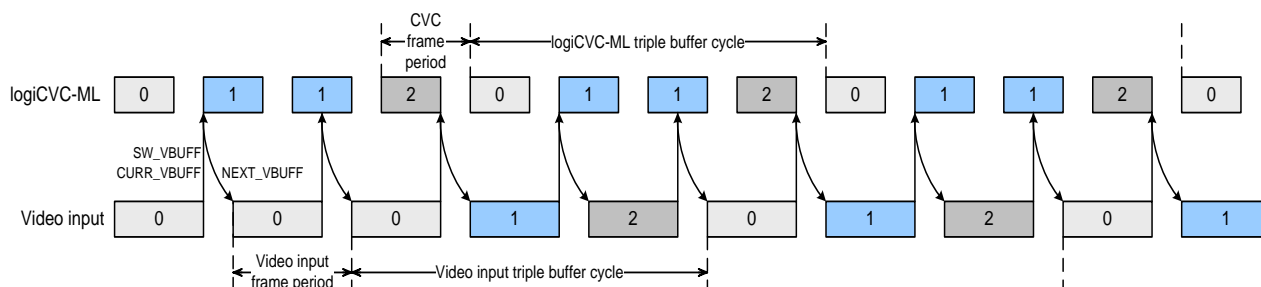 CVC
frame
period
logiCVC-ML triple buffer cycle
logiCVC-ML
0 1 1 2 0 1 1 2 0 1 1 2 0
SW_VBUFF
CURR_VBUFF
NEXT_VBUFF
Video input
0 0 0 1 2 0 1 2 0 1
Video input
frame period
Video input triple buffer cycle